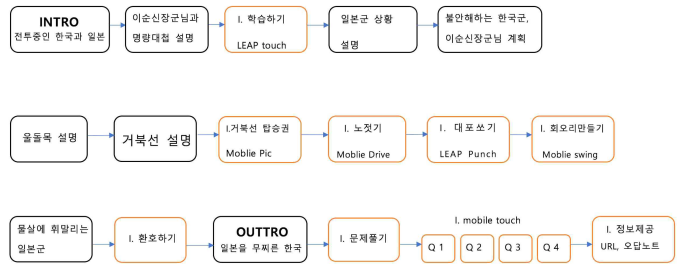 INTRO
전투중인 한국과 일본
이순신장군님과
명량대첩 설명
I. 학습하기
LEAP touch
일본군 상황
설명
불안해하는 한국군,
이순신장군님 계획
울돌목 설명
거북선 설명
I.거북선 탑승권
Moblie Pic
I. 노젓기
Moblie Drive
I. 대포쏘기
LEAP Punch
I. 회오리만들기
Moblie swing
물살에 휘말리는
일본군
I. 환호하기
OUTTRO
일본을 무찌른 한국
I. 문제풀기
I. mobile touch
Q 1
Q 2
Q 3
Q 4
I. 정보제공
URL, 오답노트